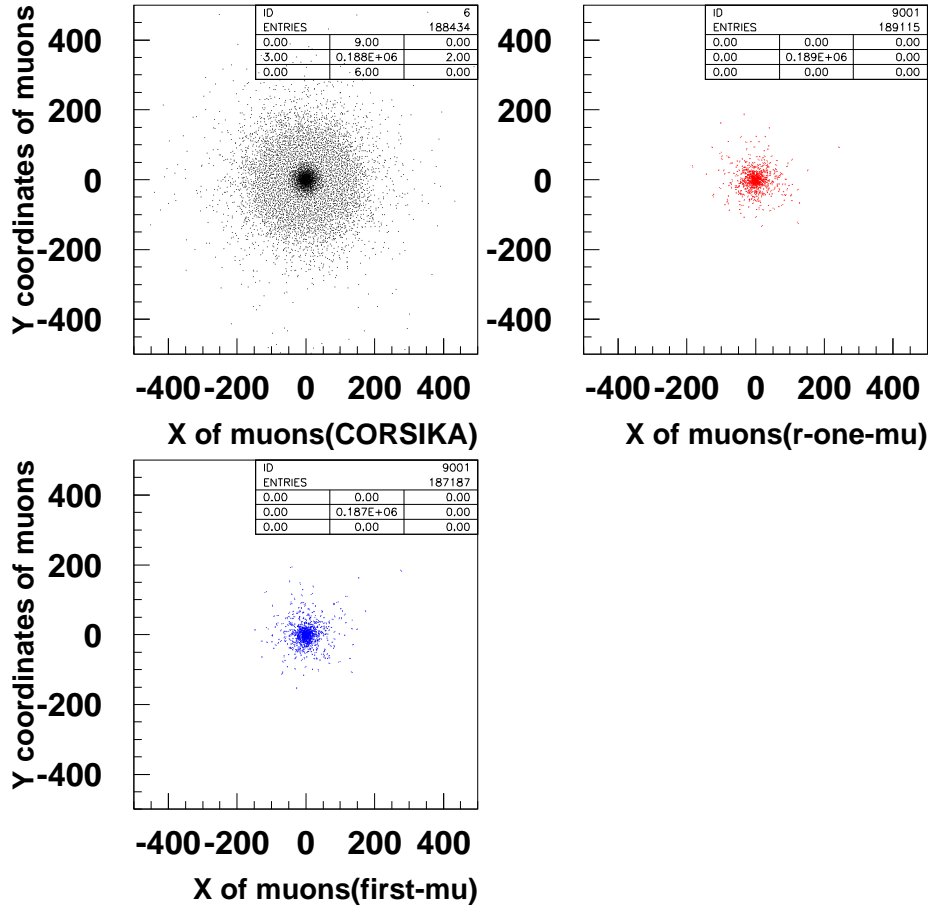 ID 6
ENTRIES 188434
0.00 9.00 0.00
3.00 0.188E+06 2.00
0.00 6.00 0.00
Y coordinates of muons
400
200
0
-200
-400
-400 -200 0 200 400
X of muons(CORSIKA)
ID 9001
ENTRIES 189115
0.00 0.00 0.00
0.00 0.189E+06 0.00
0.00 0.00 0.00
400
200
0
-200
-400
-400 -200 0 200 400
X of muons(r-one-mu)
ID 9001
ENTRIES 187187
0.00 0.00 0.00
0.00 0.187E+06 0.00
0.00 0.00 0.00
Y coordinates of muons
400
200
0
-200
-400
-400 -200 0 200 400
X of muons(first-mu)